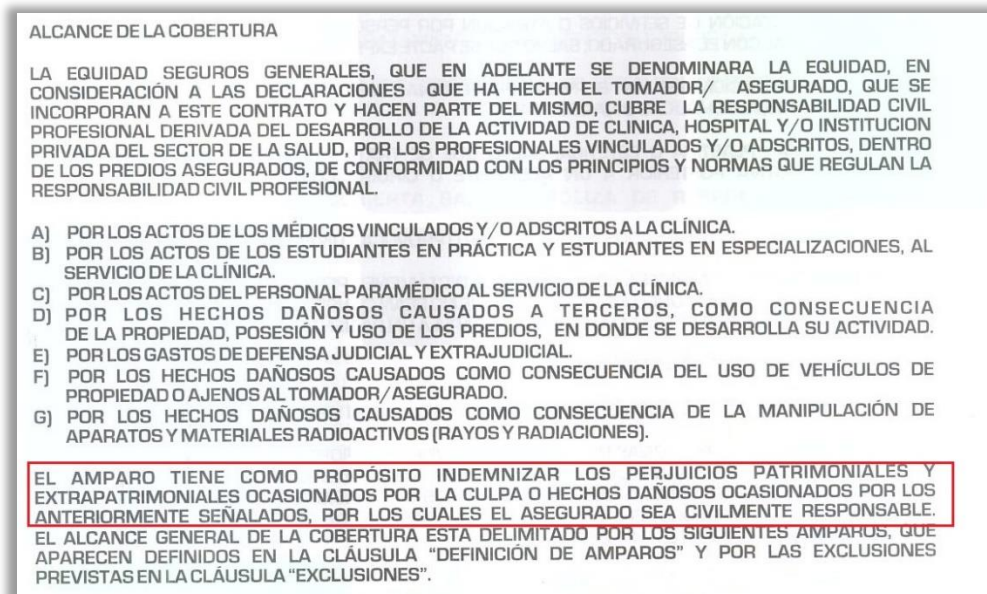 ALCANCE DE LA COBERTURA
LA EQUIDAD SEGUROS GENERALES, QUE EN ADELANTE SE DENOMINARA LA EQUIDAD, EN
CONSIDERACIÓN A LAS DECLARACIONES QUE HA HECHO EL TOMADOR/ ASEGURADO, QUE SE
INCORPORAN A ESTE CONTRATO Y HACEN PARTE DEL MISMO, CUBRE LA RESPONSABILIDAD CIVIL
PROFESIONAL DERIVADA DEL DESARROLLO DE LA ACTIVIDAD DE CLINICA, HOSPITAL Y/O INSTITUCION
PRIVADA DEL SECTOR DE LA SALUD, POR LOS PROFESIONALES VINCULADOS Y/O ADSCRITOS, DENTRO
DE LOS PREDIOS ASEGURADOS, DE CONFORMIDAD CON LOS PRINCIPIOS Y NORMAS QUE REGULAN LA
RESPONSABILIDAD CIVIL PROFESIONAL.
A) POR LOS ACTOS DE LOS MÉDICOS VINCULADOS Y/O ADSCRITOS A LA CLÍNICA.
B) POR LOS ACTOS DE LOS ESTUDIANTES EN PRÁCTICA Y ESTUDIANTES EN ESPECIALIZACIONES, AL
SERVICIO DE LA CLÍNICA.
C) POR LOS ACTOS DEL PERSONAL PARAMÉDICO AL SERVICIO DE LA CLÍNICA.
D) POR LOS HECHOS DAÑOSOS CAUSADOS A TERCEROS, COMO CONSECUENCIA
DE LA PROPIEDAD, POSESIÓN Y USO DE LOS PREDIOS, EN DONDE SE DESARROLLA SU ACTIVIDAD.
E) POR LOS GASTOS DE DEFENSA JUDICIAL Y EXTRAJUDICIAL.
F) POR LOS HECHOS DAÑOSOS CAUSADOS COMO CONSECUENCIA DEL USO DE VEHÍCULOS DE
PROPIEDAD O AJENOS AL TOMADOR/ASEGURADO.
G) POR LOS HECHOS DAÑOSOS CAUSADOS COMO CONSECUENCIA DE LA MANIPULACIÓN DE
APARATOS Y MATERIALES RADIOACTIVOS (RAYOS Y RADIACIONES).
EL AMPARO TIENE COMO PROPÓSITO INDEMNIZAR LOS PERJUICIOS PATRIMONIALES Y
EXTRAPATRIMONIALES OCASIONADOS POR LA CULPA O HECHOS DAÑOSOS OCASIONADOS POR LOS
ANTERIORMENTE SEÑALADOS, POR LOS CUALES EL ASEGURADO SEA CIVILMENTE RESPONSABLE.
EL ALCANCE GENERAL DE LA COBERTURA ESTA DELIMITADO POR LOS SIGUIENTES AMPAROS, QUE
APARECEN DEFINIDOS EN LA CLÁUSULA "DEFINICIÓN DE AMPAROS" Y POR LAS EXCLUSIONES
PREVISTAS EN LA CLÁUSULA "EXCLUSIONES".